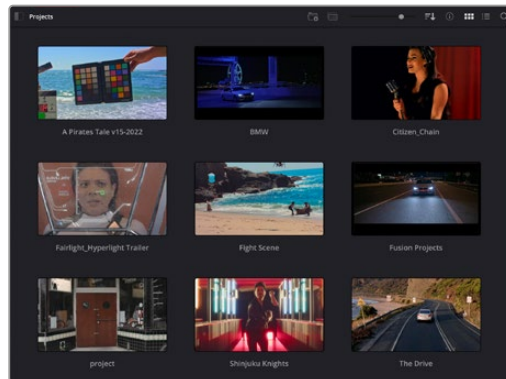 Projects
A Pirates Tale v15-2022
BMW
Citizen_Chain
Fairlight_Hyperlight Trailer
Fight Scene
Fusion Projects
project
Shinjuku Knights
The Drive